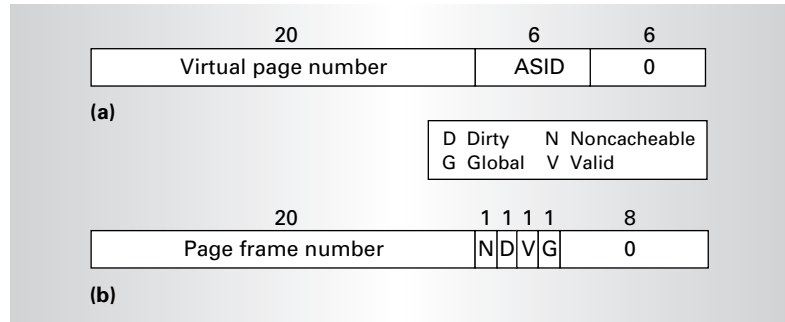 20 6 6
Virtual page number ASID 0
(a)
D Dirty N Noncacheable
G Global V Valid
20 1 1 1 1 8
Page frame number N D V G 0
(b)